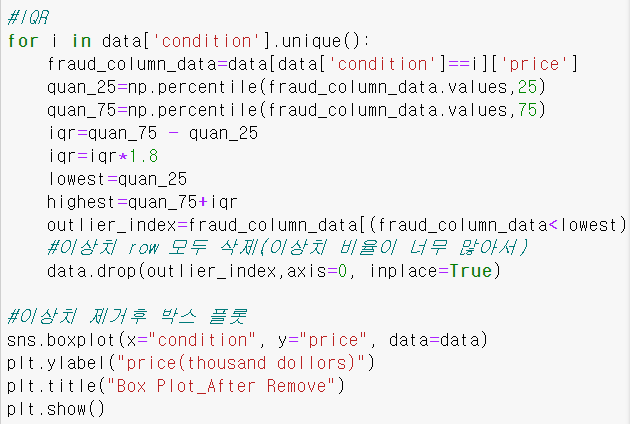 #IQR
for i in data['condition'].unique():
    fraud_column_data=data[data['condition']==i]['price']
    quan_25=np.percentile(fraud_column_data.values,25)
    quan_75=np.percentile(fraud_column_data.values,75)
    iqr=quan_75 - quan_25
    iqr=iqr*1.8
    lowest=quan_25
    highest=quan_75+iqr
    outlier_index=fraud_column_data[(fraud_column_data<lowest)
    #이상치 row 모두 삭제(이상치 비율이 너무 많아서)
    data.drop(outlier_index,axis=0, inplace=True)
#이상치 제거후 박스 플롯
sns.boxplot(x="condition", y="price", data=data)
plt.ylabel("price(thousand dollors)")
plt.title("Box Plot_After Remove")
plt.show()